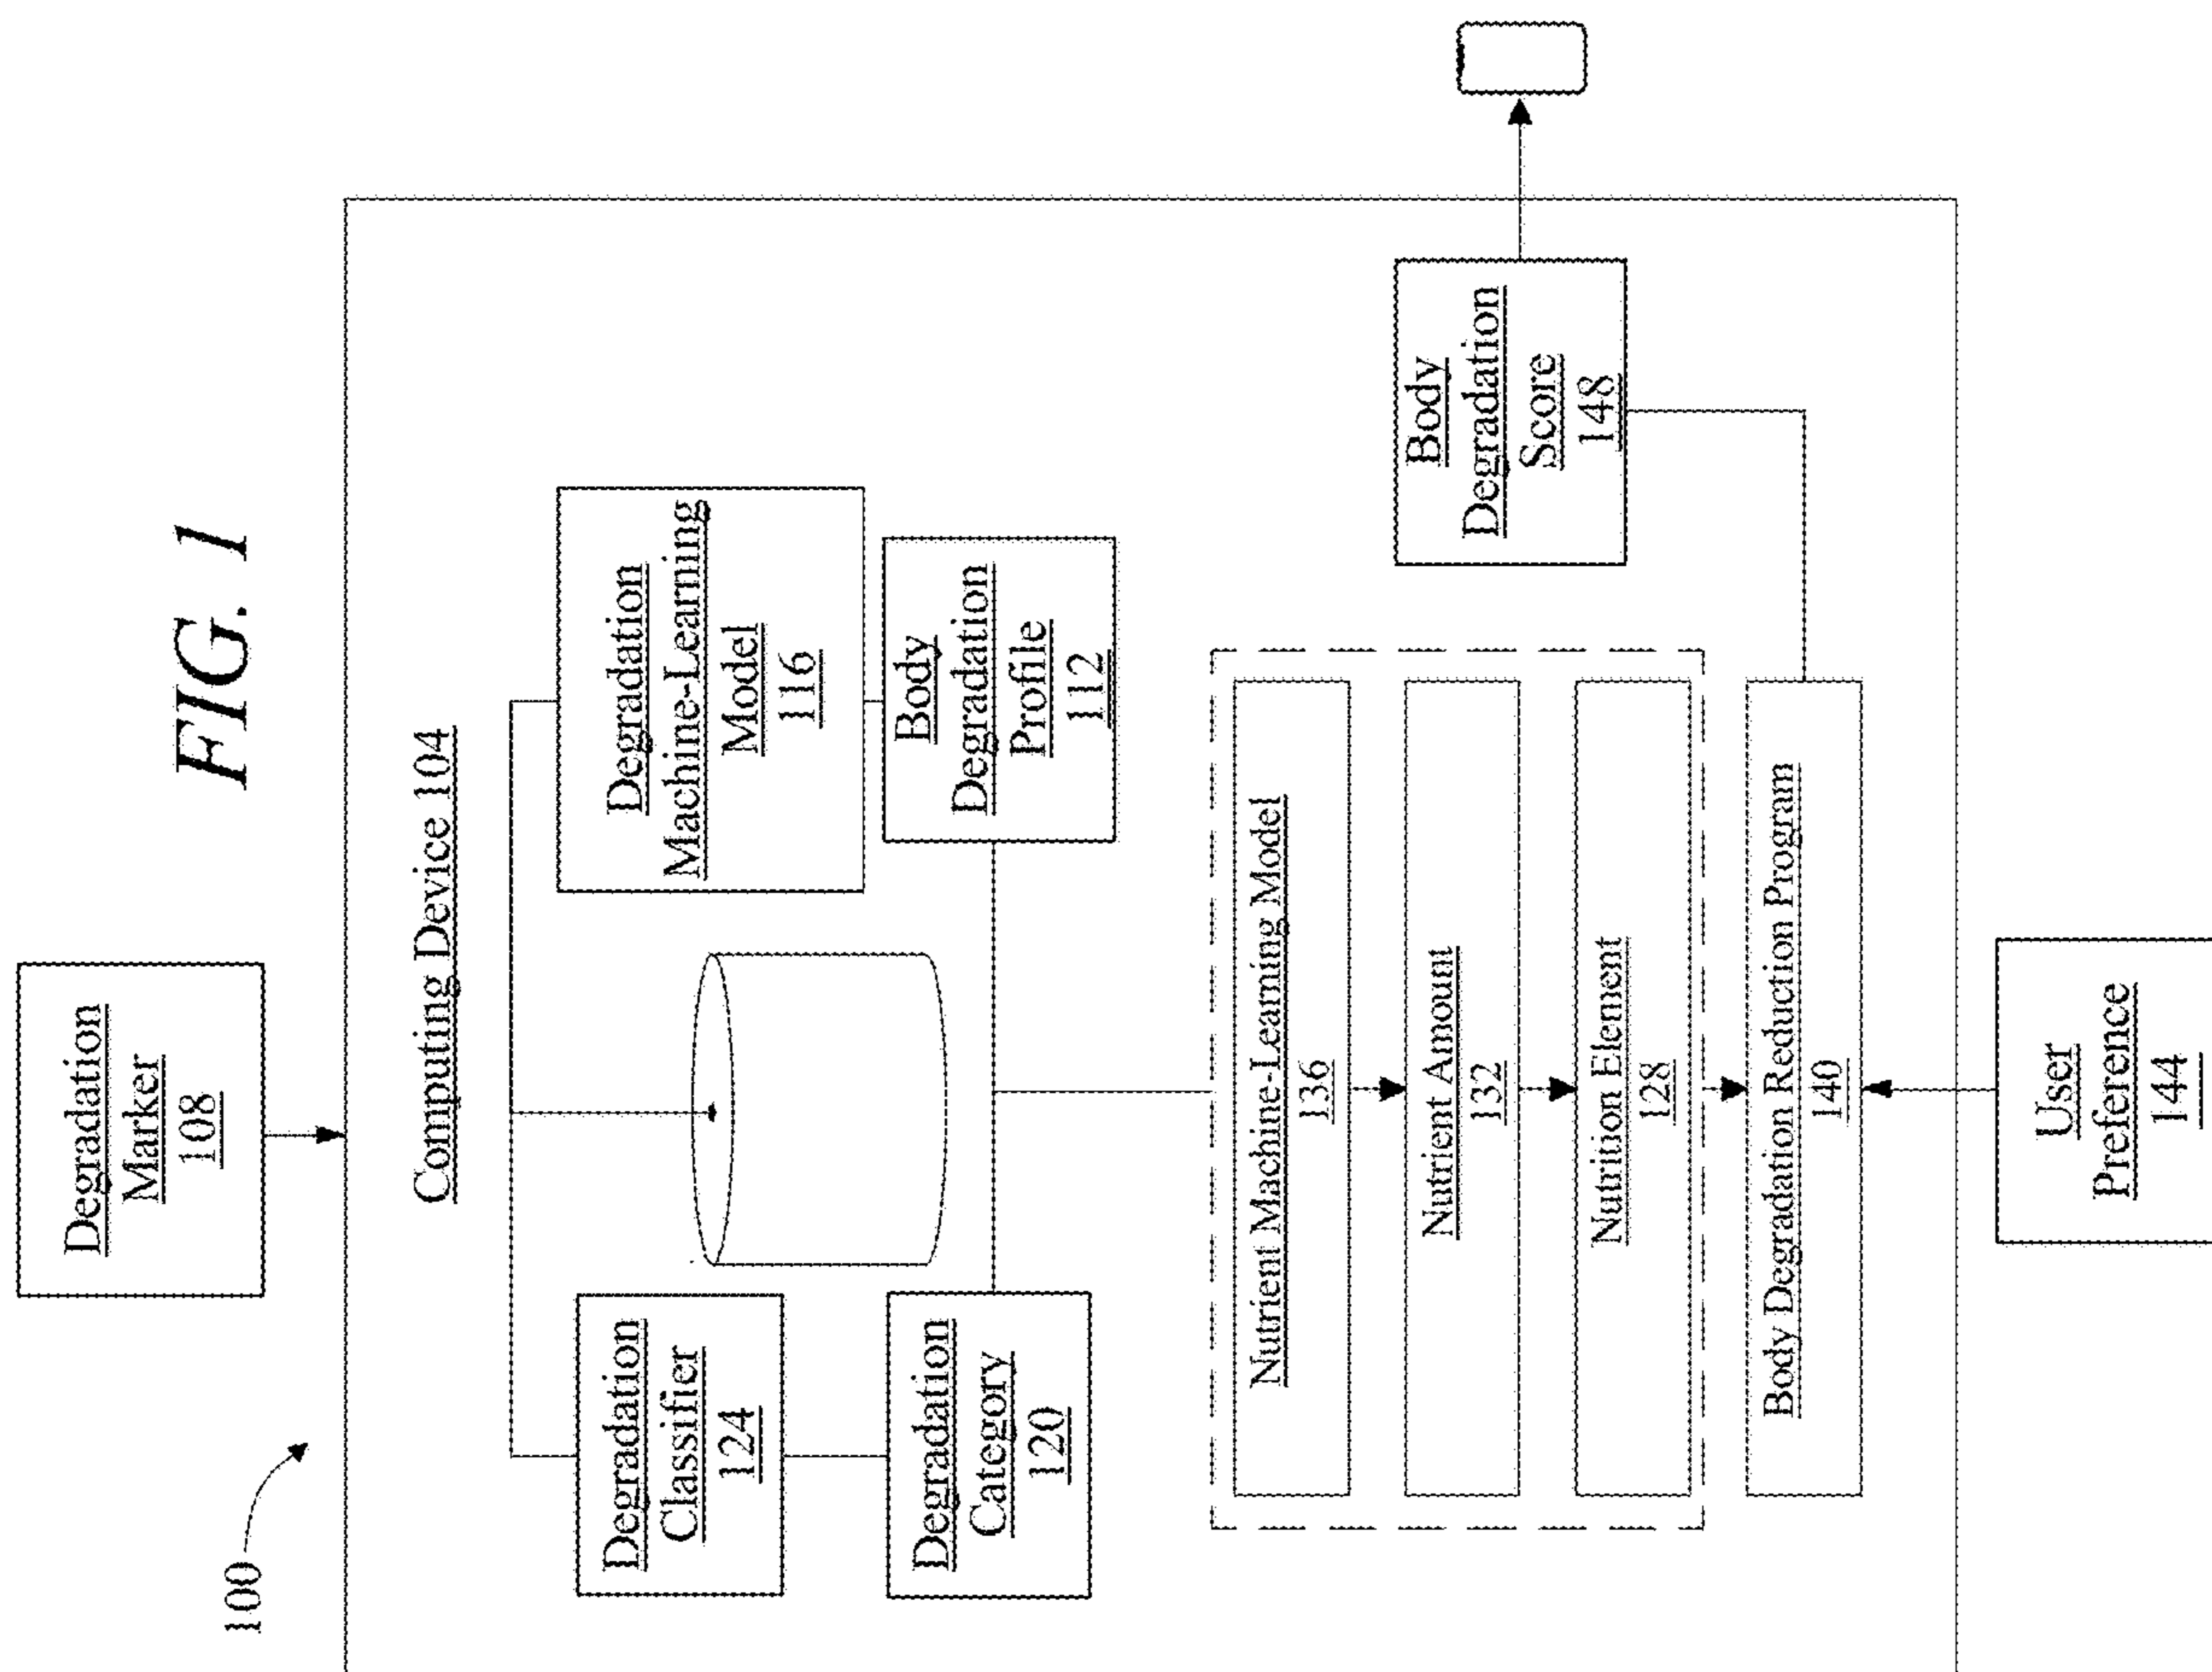 FIG. 1
100
Degradation
Marker
108
Computing Device 104
Degradation
Classifier
124
Degradation
Machine-Learning
Model
116
Degradation
Category
120
Body
Degradation
Profile
112
Nutrient Machine-Learning Model
136
Nutrient Amount
132
Nutrition Element
128
Body Degradation Reduction Program
140
Body
Degradation
Score
148
User
Preference
144